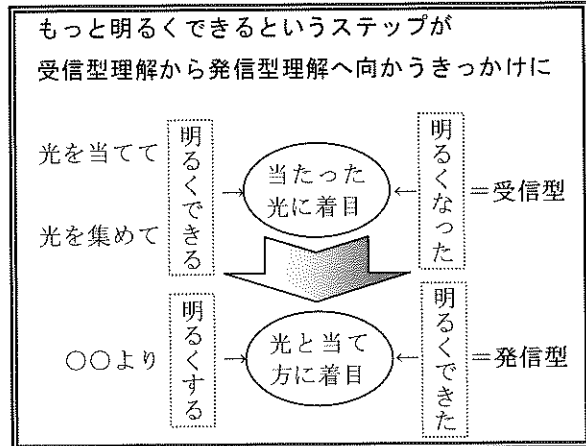 もっと明るくできるというステップが
受信型理解から発信型理解へ向かうきっかけに
光を当てて
光を集めて
明るくできる
→
当たった
光に着目
←
明るくなった
＝受信型
○○より
明るくする
→
光と当て
方に着目
←
明るくできた
＝発信型